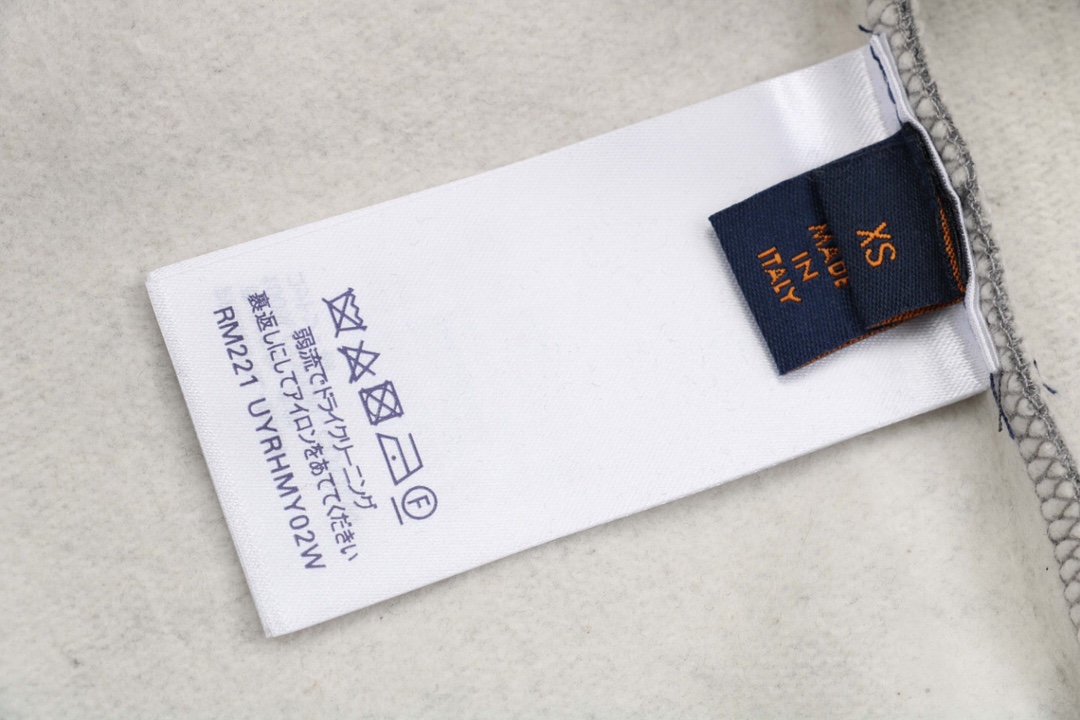 XS
MADE
IN
ITALY
F
弱流でドライクリーニング
裏返しにしてアイロンをあててください
RM221 UYRHMY02W